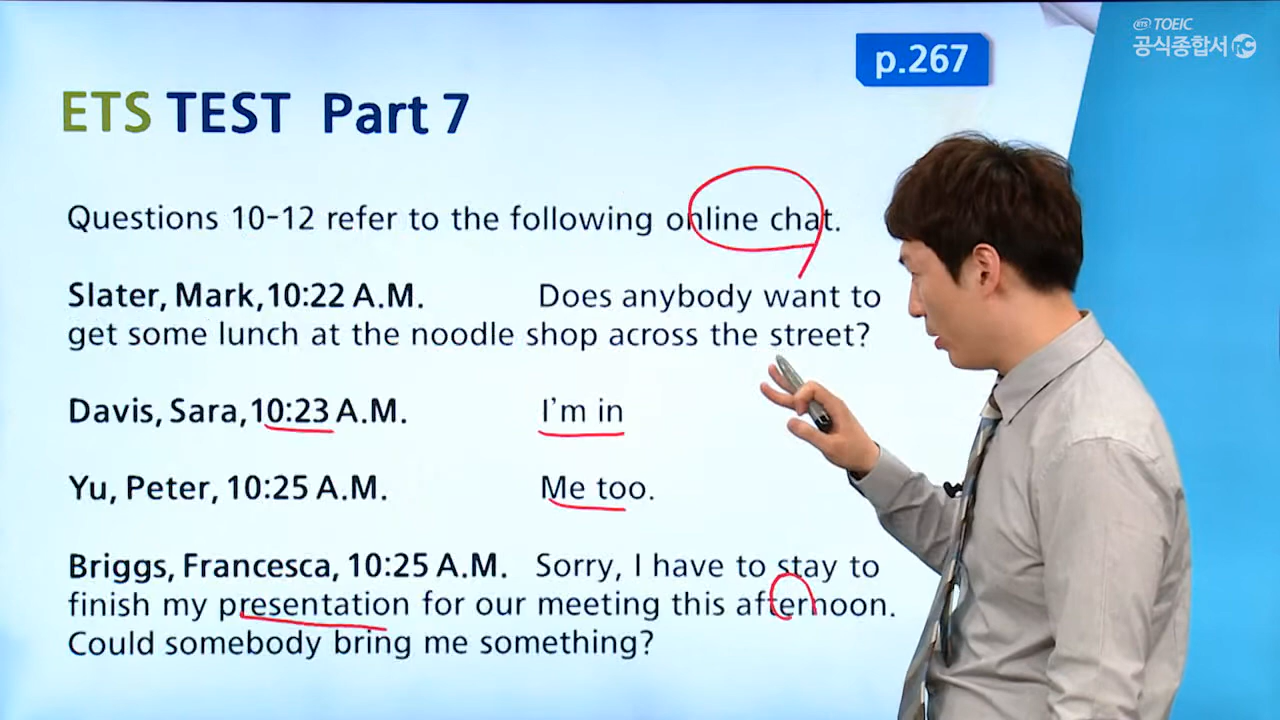 ETS TOEIC
공식종합서 RC
p.267
ETS TEST Part 7
Questions 10-12 refer to the following online chat.
Slater, Mark,10:22 A.M. Does anybody want to
get some lunch at the noodle shop across the street?
Davis, Sara,10:23 A.M. I'm in
Yu, Peter, 10:25 A.M. Me too.
Briggs, Francesca, 10:25 A.M. Sorry, I have to stay to
finish my presentation for our meeting this afternoon.
Could somebody bring me something?